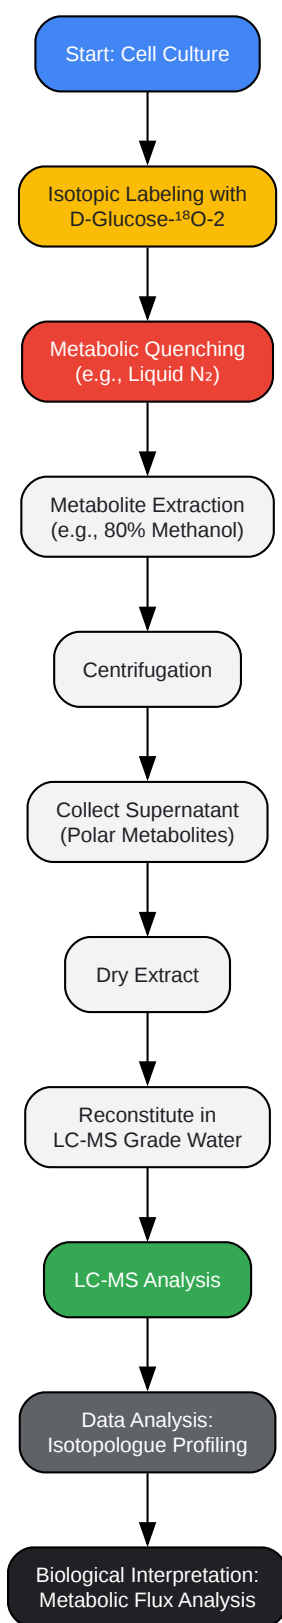 Start: Cell Culture
Isotopic Labeling with
D-Glucose-¹⁸O-2
Metabolic Quenching
(e.g., Liquid N₂)
Metabolite Extraction
(e.g., 80% Methanol)
Centrifugation
Collect Supernatant
(Polar Metabolites)
Dry Extract
Reconstitute in
LC-MS Grade Water
LC-MS Analysis
Data Analysis:
Isotopologue Profiling
Biological Interpretation:
Metabolic Flux Analysis